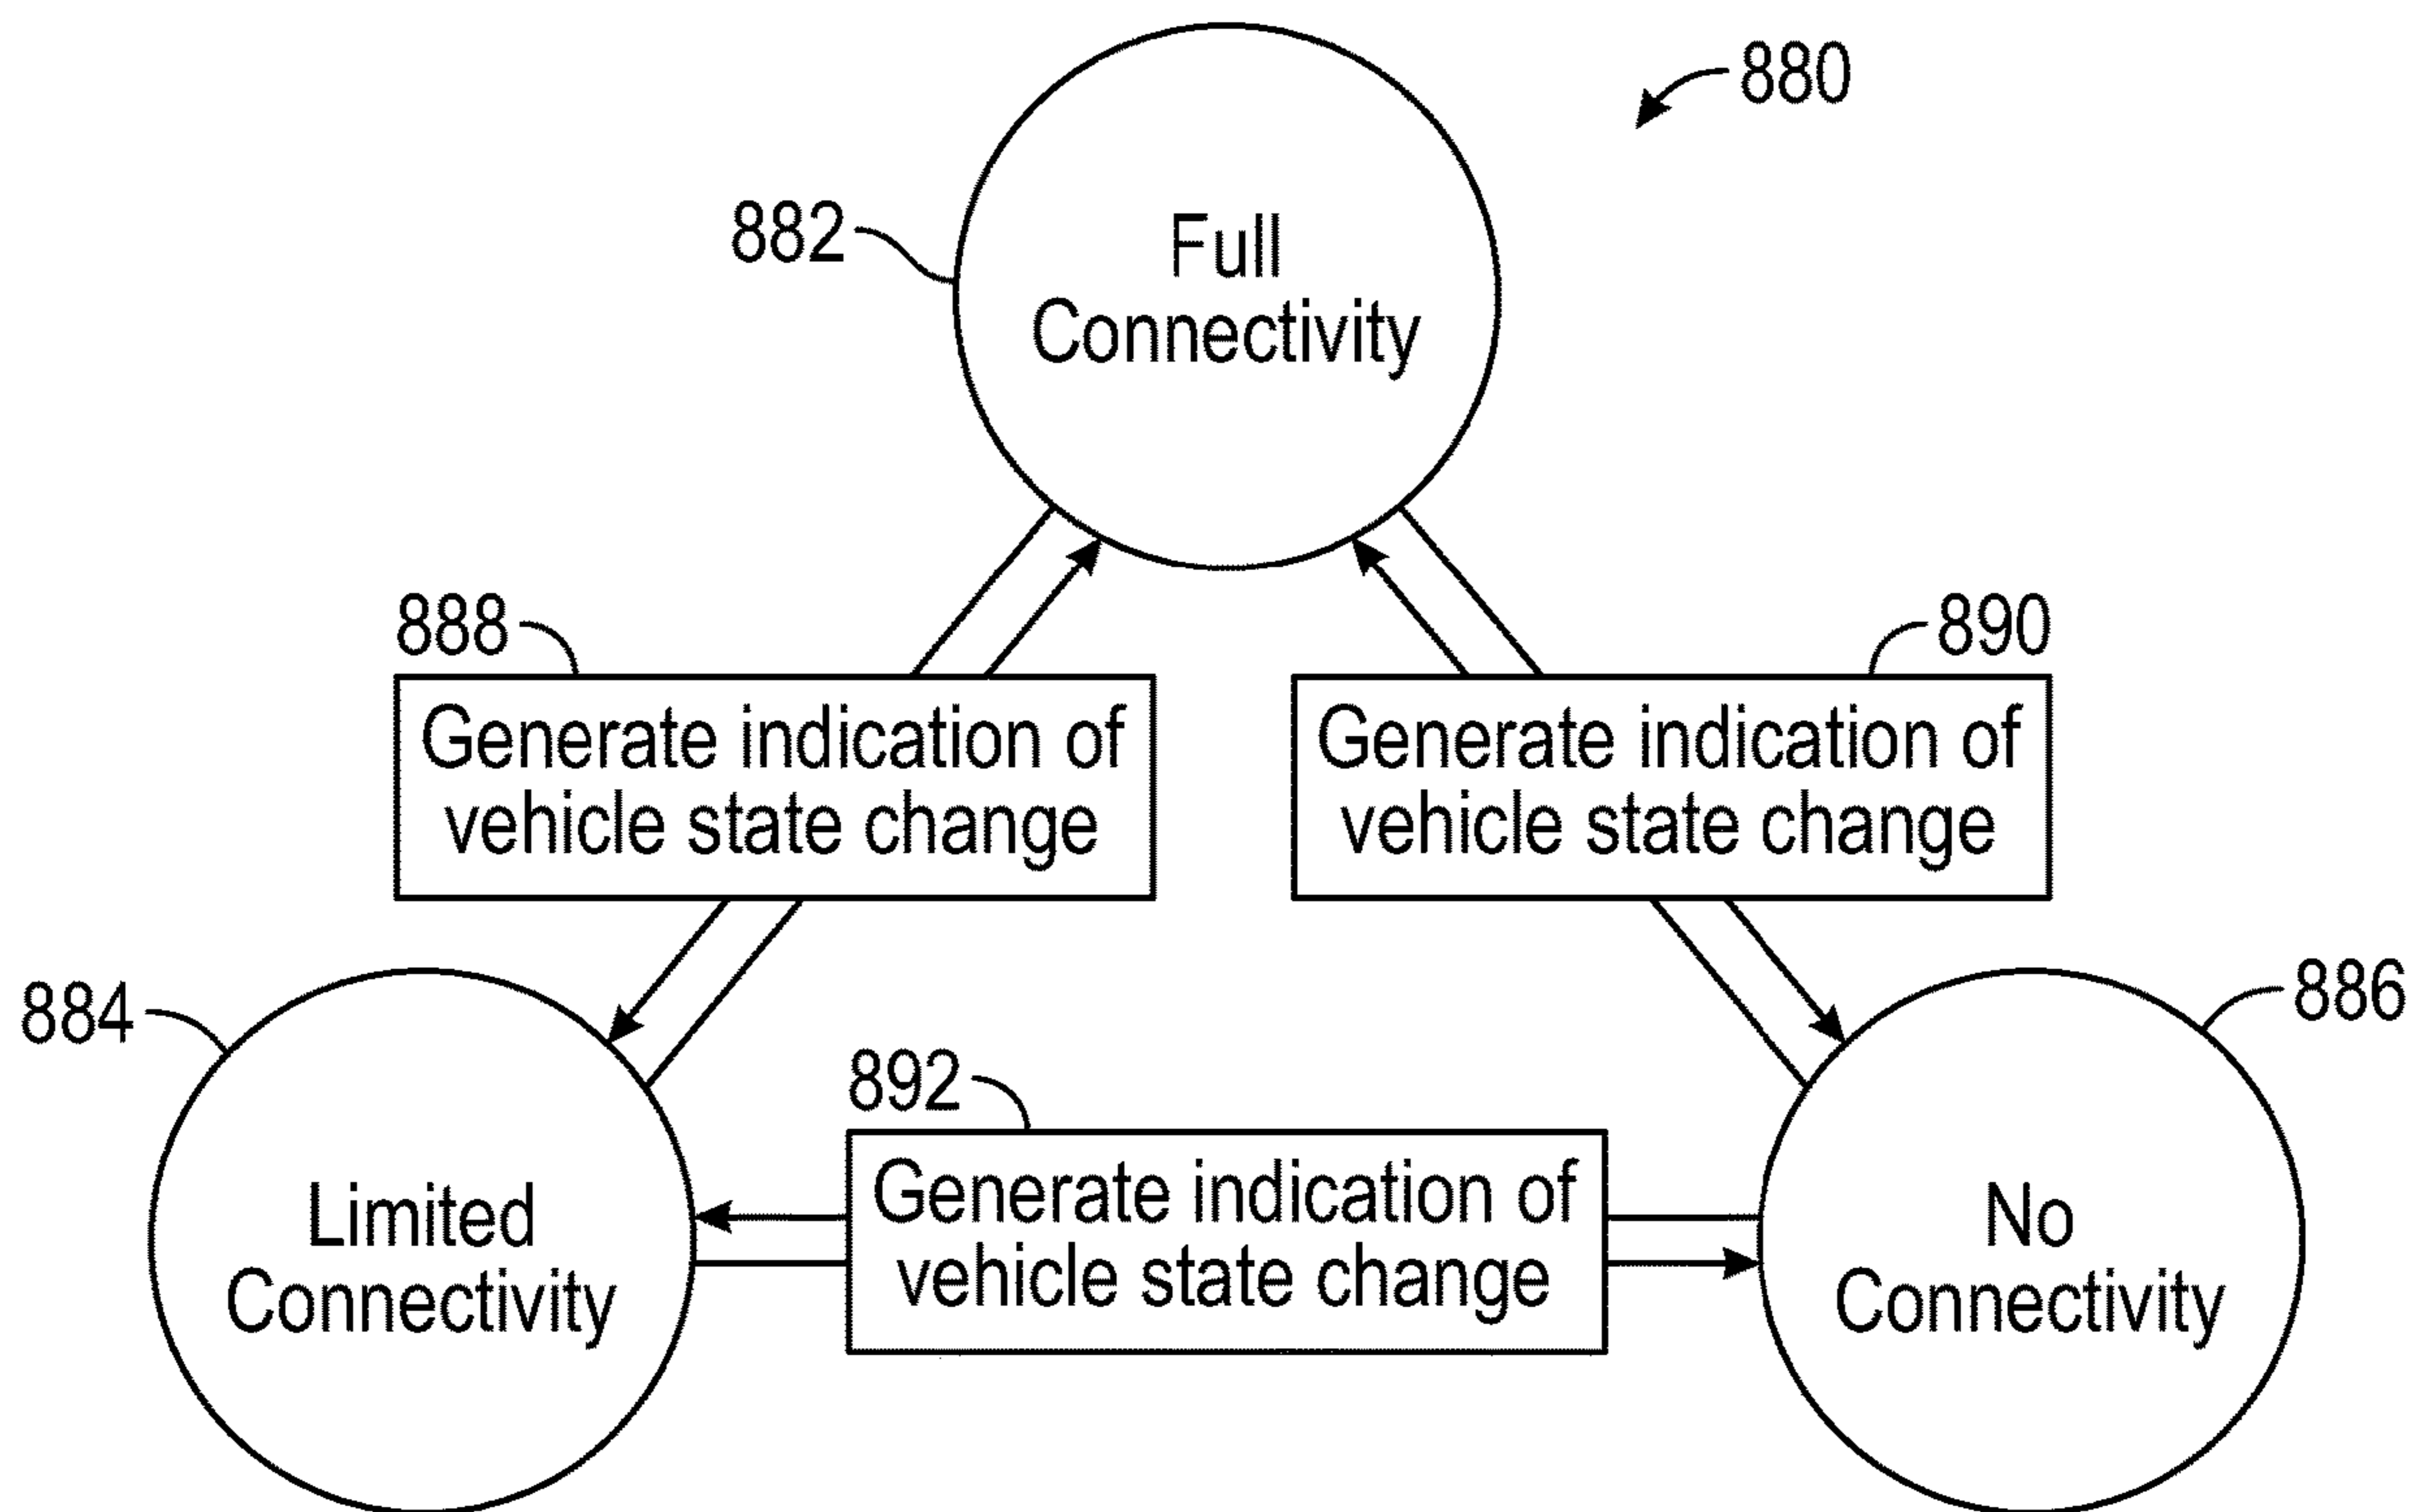 880
882
Full
Connectivity
888
890
Generate indication of
vehicle state change
Generate indication of
vehicle state change
884
886
892
Limited
Connectivity
Generate indication of
vehicle state change
No
Connectivity